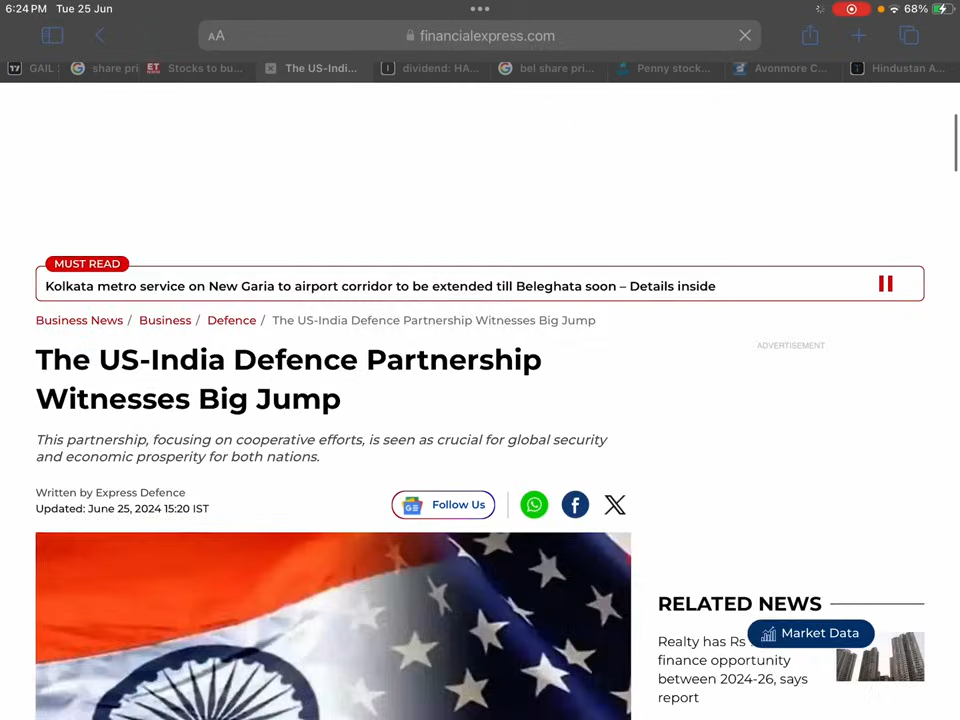 6:24 PM Tue 25 Jun
68%
AA
financialexpress.com
GAIL
share pri
ET
Stocks to bu...
The US-Indi...
dividend: HA...
bel share pri...
Penny stock...
Avonmore C...
Hindustan A...
MUST READ
Kolkata metro service on New Garia to airport corridor to be extended till Beleghata soon – Details inside
Business News / Business / Defence / The US-India Defence Partnership Witnesses Big Jump
ADVERTISEMENT
The US-India Defence Partnership
Witnesses Big Jump
This partnership, focusing on cooperative efforts, is seen as crucial for global security
and economic prosperity for both nations.
Written by Express Defence
Updated: June 25, 2024 15:20 IST
GE Follow Us
RELATED NEWS
Market Data
Realty has Rs
finance opportunity
between 2024-26, says
report